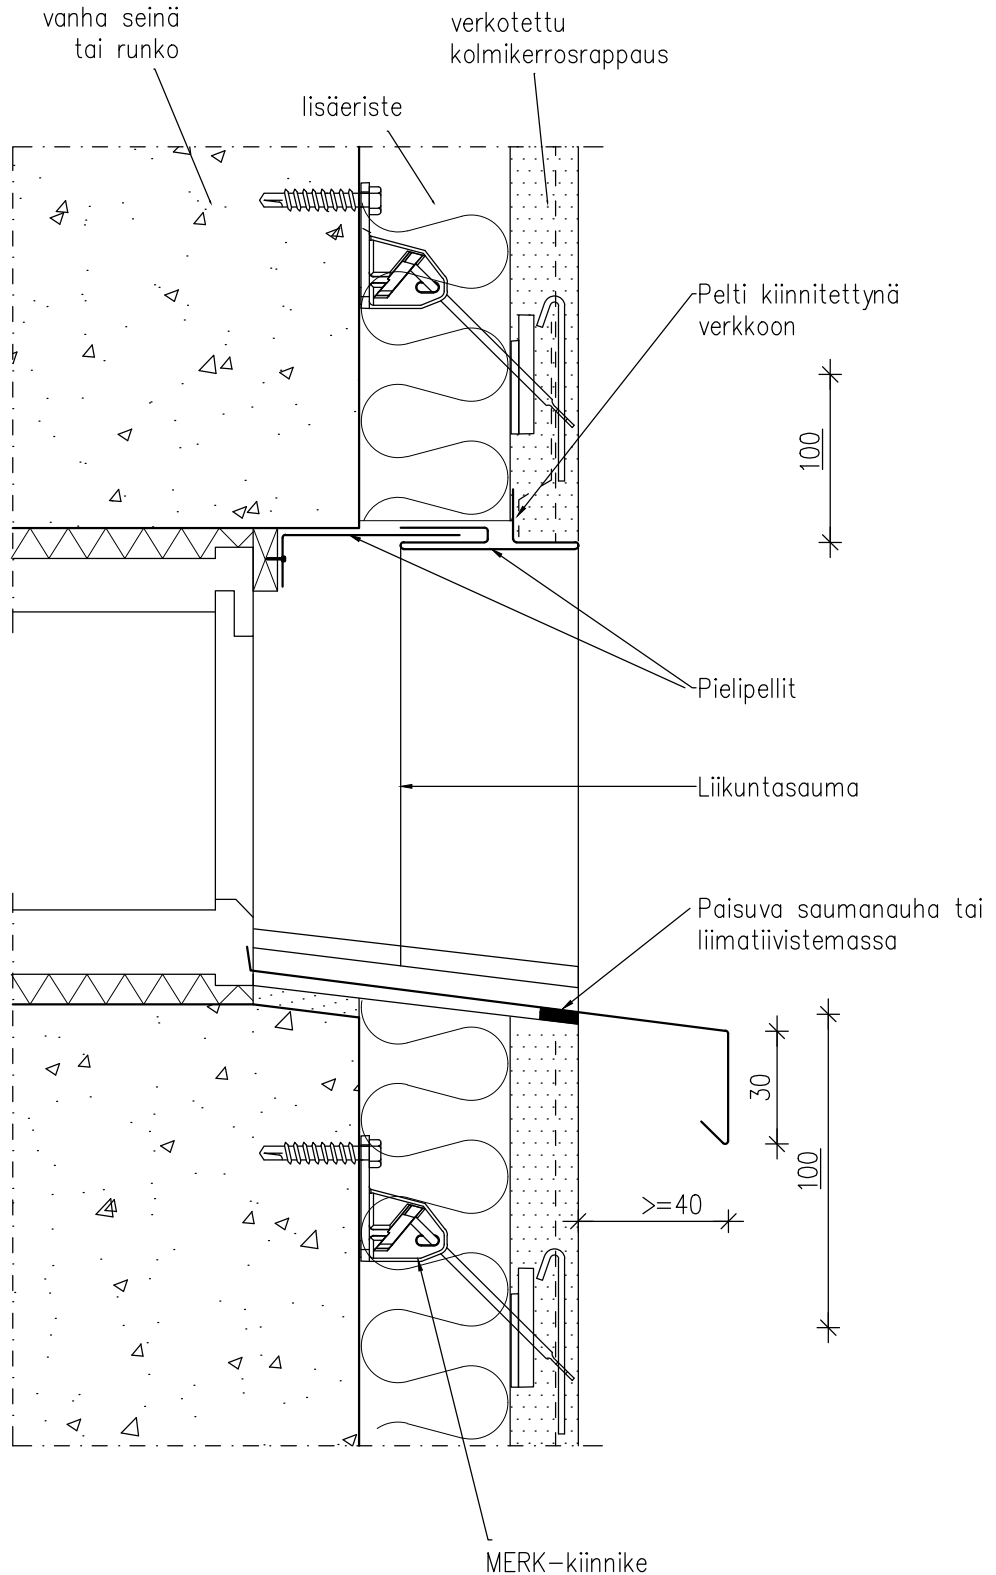 vanha seinä
tai runko
verkotettu
kolmikerrosrappaus
lisäeriste
Pelti kiinnitettynä
verkkoon
100
Pielipellit
Liikuntasauma
Paisuva saumanauha tai
liimatiivistemassa
30
100
>=40
MERK-kiinnike